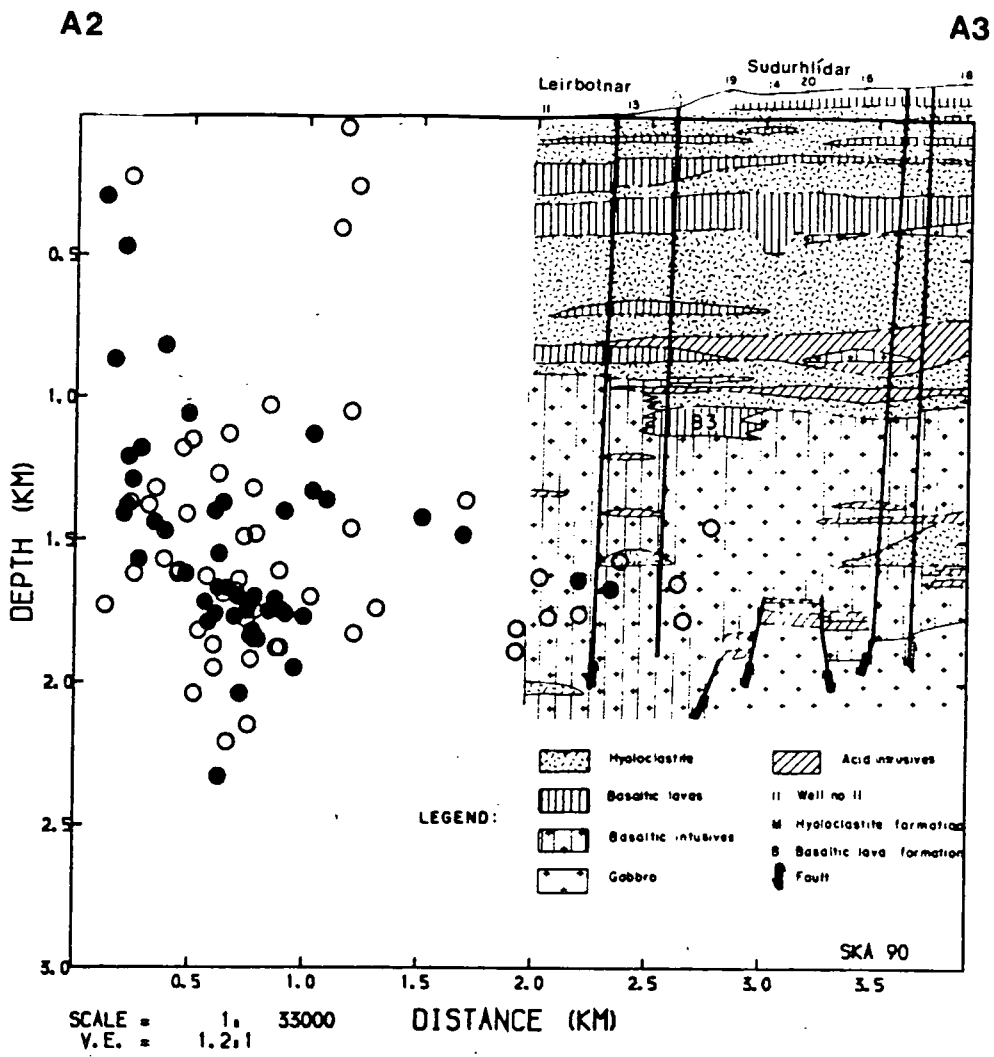 A2 A3
Leirbotnar Sudurhlídar
11 13 19 14 20 16 18
0.5
1.0
B3
1.5
2.0
2.5
3.0
DEPTH (KM)
Hyaloclastite Acid intrusives
LEGEND: Basaltic lavas 11 Well no 11
Basaltic intusives M Hyaloclastite formation
Gabbro B Basaltic lava formation
Fault
SKA 90
0.5 1.0 1.5 2.0 2.5 3.0 3.5
SCALE = 1: 33000 DISTANCE (KM)
V.E. = 1.2:1